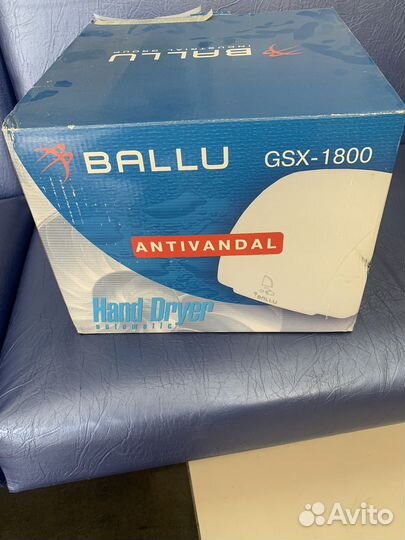 BALLU
INDUSTRIAL GROUP
BALLU
GSX-1800
ANTIVANDAL
BALLU
Hand Dryer
automatic
Avito